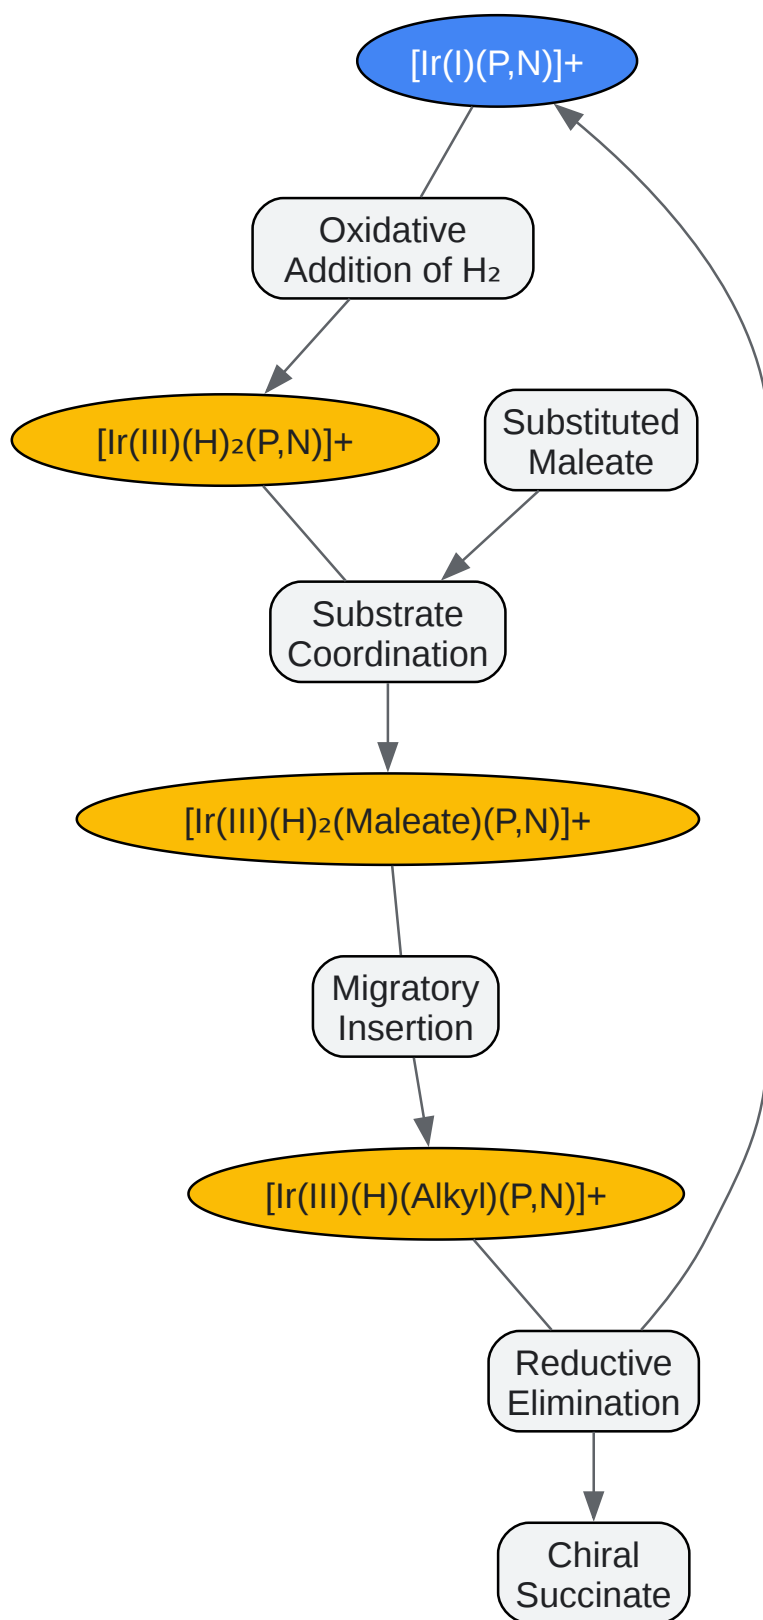 [Ir(I)(P,N)]+
Oxidative
Addition of H₂
[Ir(III)(H)₂(P,N)]+
Substituted
Maleate
Substrate
Coordination
[Ir(III)(H)₂(Maleate)(P,N)]+
Migratory
Insertion
[Ir(III)(H)(Alkyl)(P,N)]+
Reductive
Elimination
Chiral
Succinate